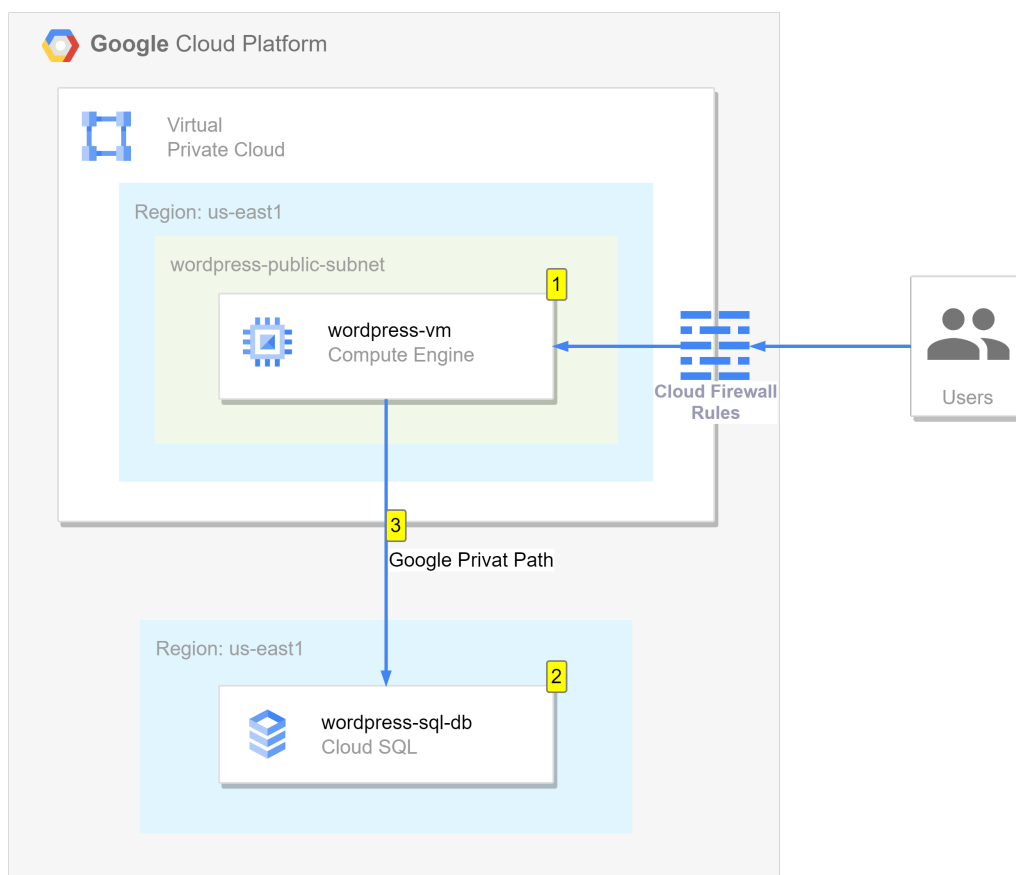 Google Cloud Platform
Virtual
Private Cloud
Region: us-east1
wordpress-public-subnet
1
wordpress-vm
Compute Engine
Cloud Firewall
Rules
Users
3
Google Privat Path
Region: us-east1
2
wordpress-sql-db
Cloud SQL